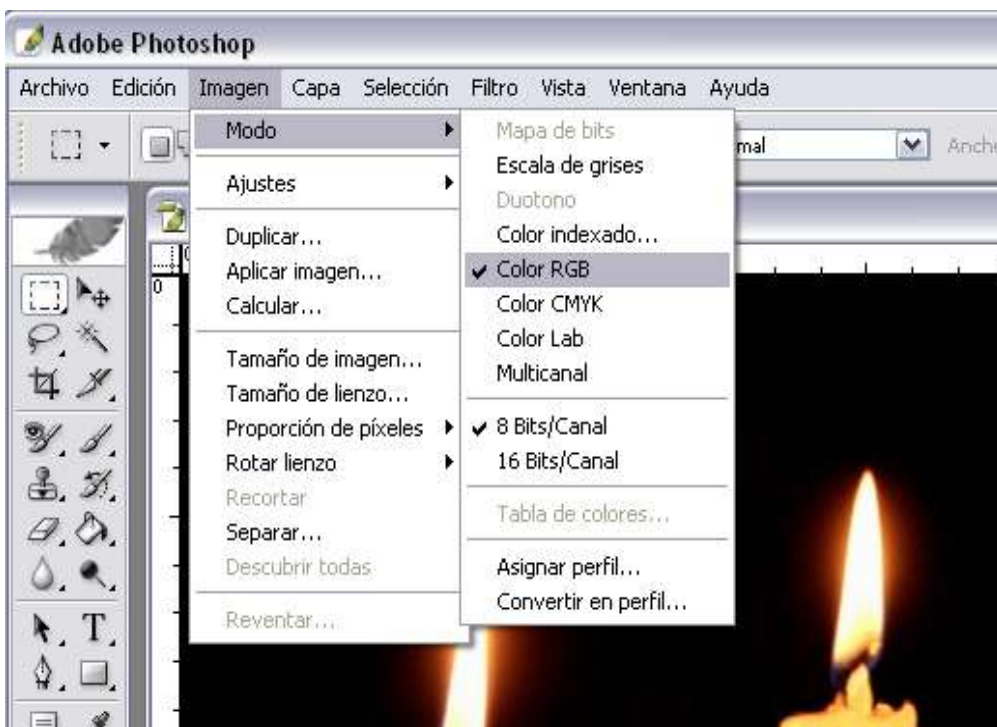 Adobe Photoshop
Archivo Edición Imagen Capa Selección Filtro Vista Ventana Ayuda
Modo
Ajustes
Duplicar...
Aplicar imagen...
Calcular...
Tamaño de imagen...
Tamaño de lienzo...
Proporción de píxeles
Rotar lienzo
Recortar
Separar...
Descubrir todas
Reventar...
Mapa de bits
Escala de grises
Duotono
Color indexado...
Color RGB
Color CMYK
Color Lab
Multicanal
8 Bits/Canal
16 Bits/Canal
Tabla de colores...
Asignar perfil...
Convertir en perfil...
mal
Anch
0
T